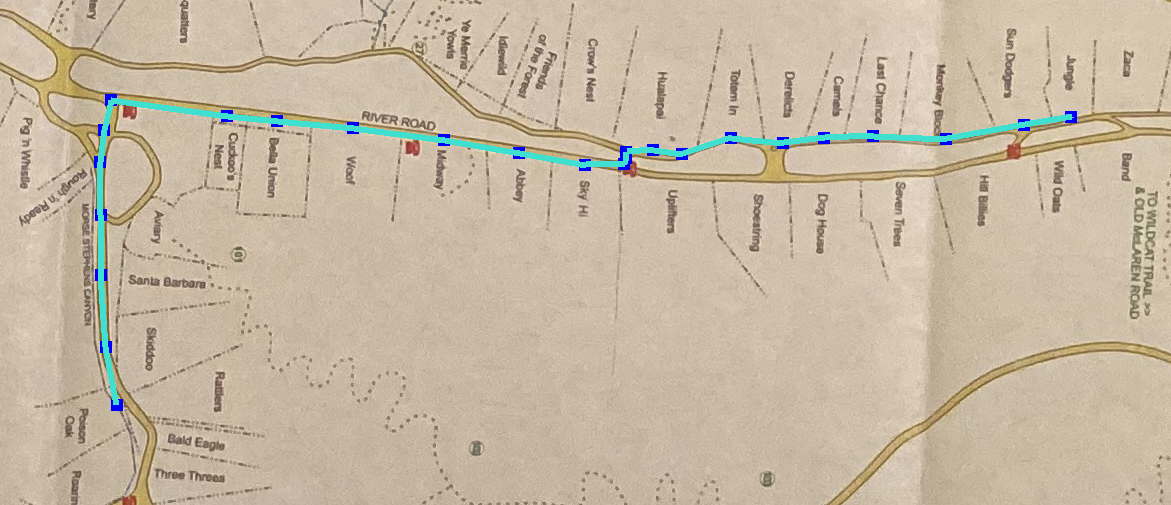 Ye Merrie
Yowls
Idlewild
Friends
of the Forest
Crow's Nest
Hualapai
Totem In
Derelicts
Camels
Last Chance
Monkey Block
Sun Dodgers
Jungle
Zaca
RIVER ROAD
Pig 'n Whistle
Rough 'n Ready
MORSE STEPHENS CANYON
Cuckoo's
Nest
Bella Union
Woof
Midway
Abbey
Sky Hi
Uplifters
Shoestring
Dog House
Seven Trees
Hill Billies
Wild Oats
Band
TO WILDCAT TRAIL >>
& OLD McLAREN ROAD
Aviary
Santa Barbara
Skiddoo
Rattlers
Poison
Oak
Bald Eagle
Three Threes